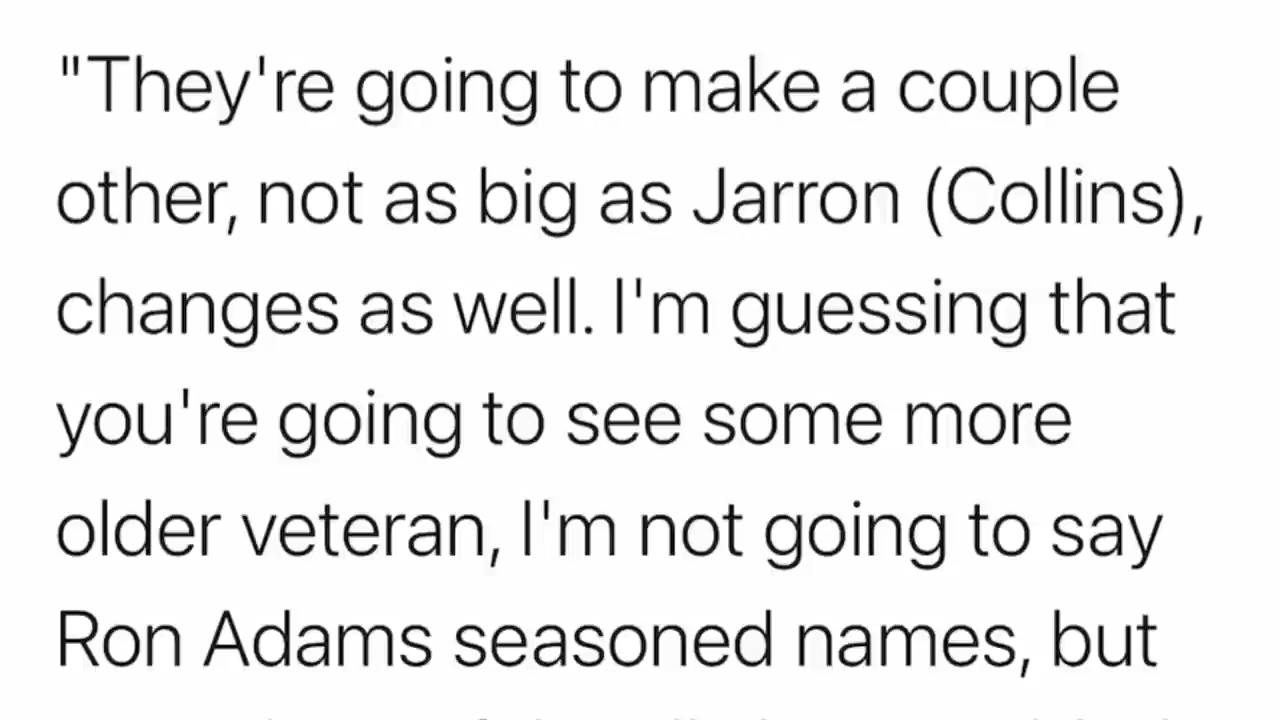 "They're going to make a couple
other, not as big as Jarron (Collins),
changes as well. I'm guessing that
you're going to see some more
older veteran, I'm not going to say
Ron Adams seasoned names, but